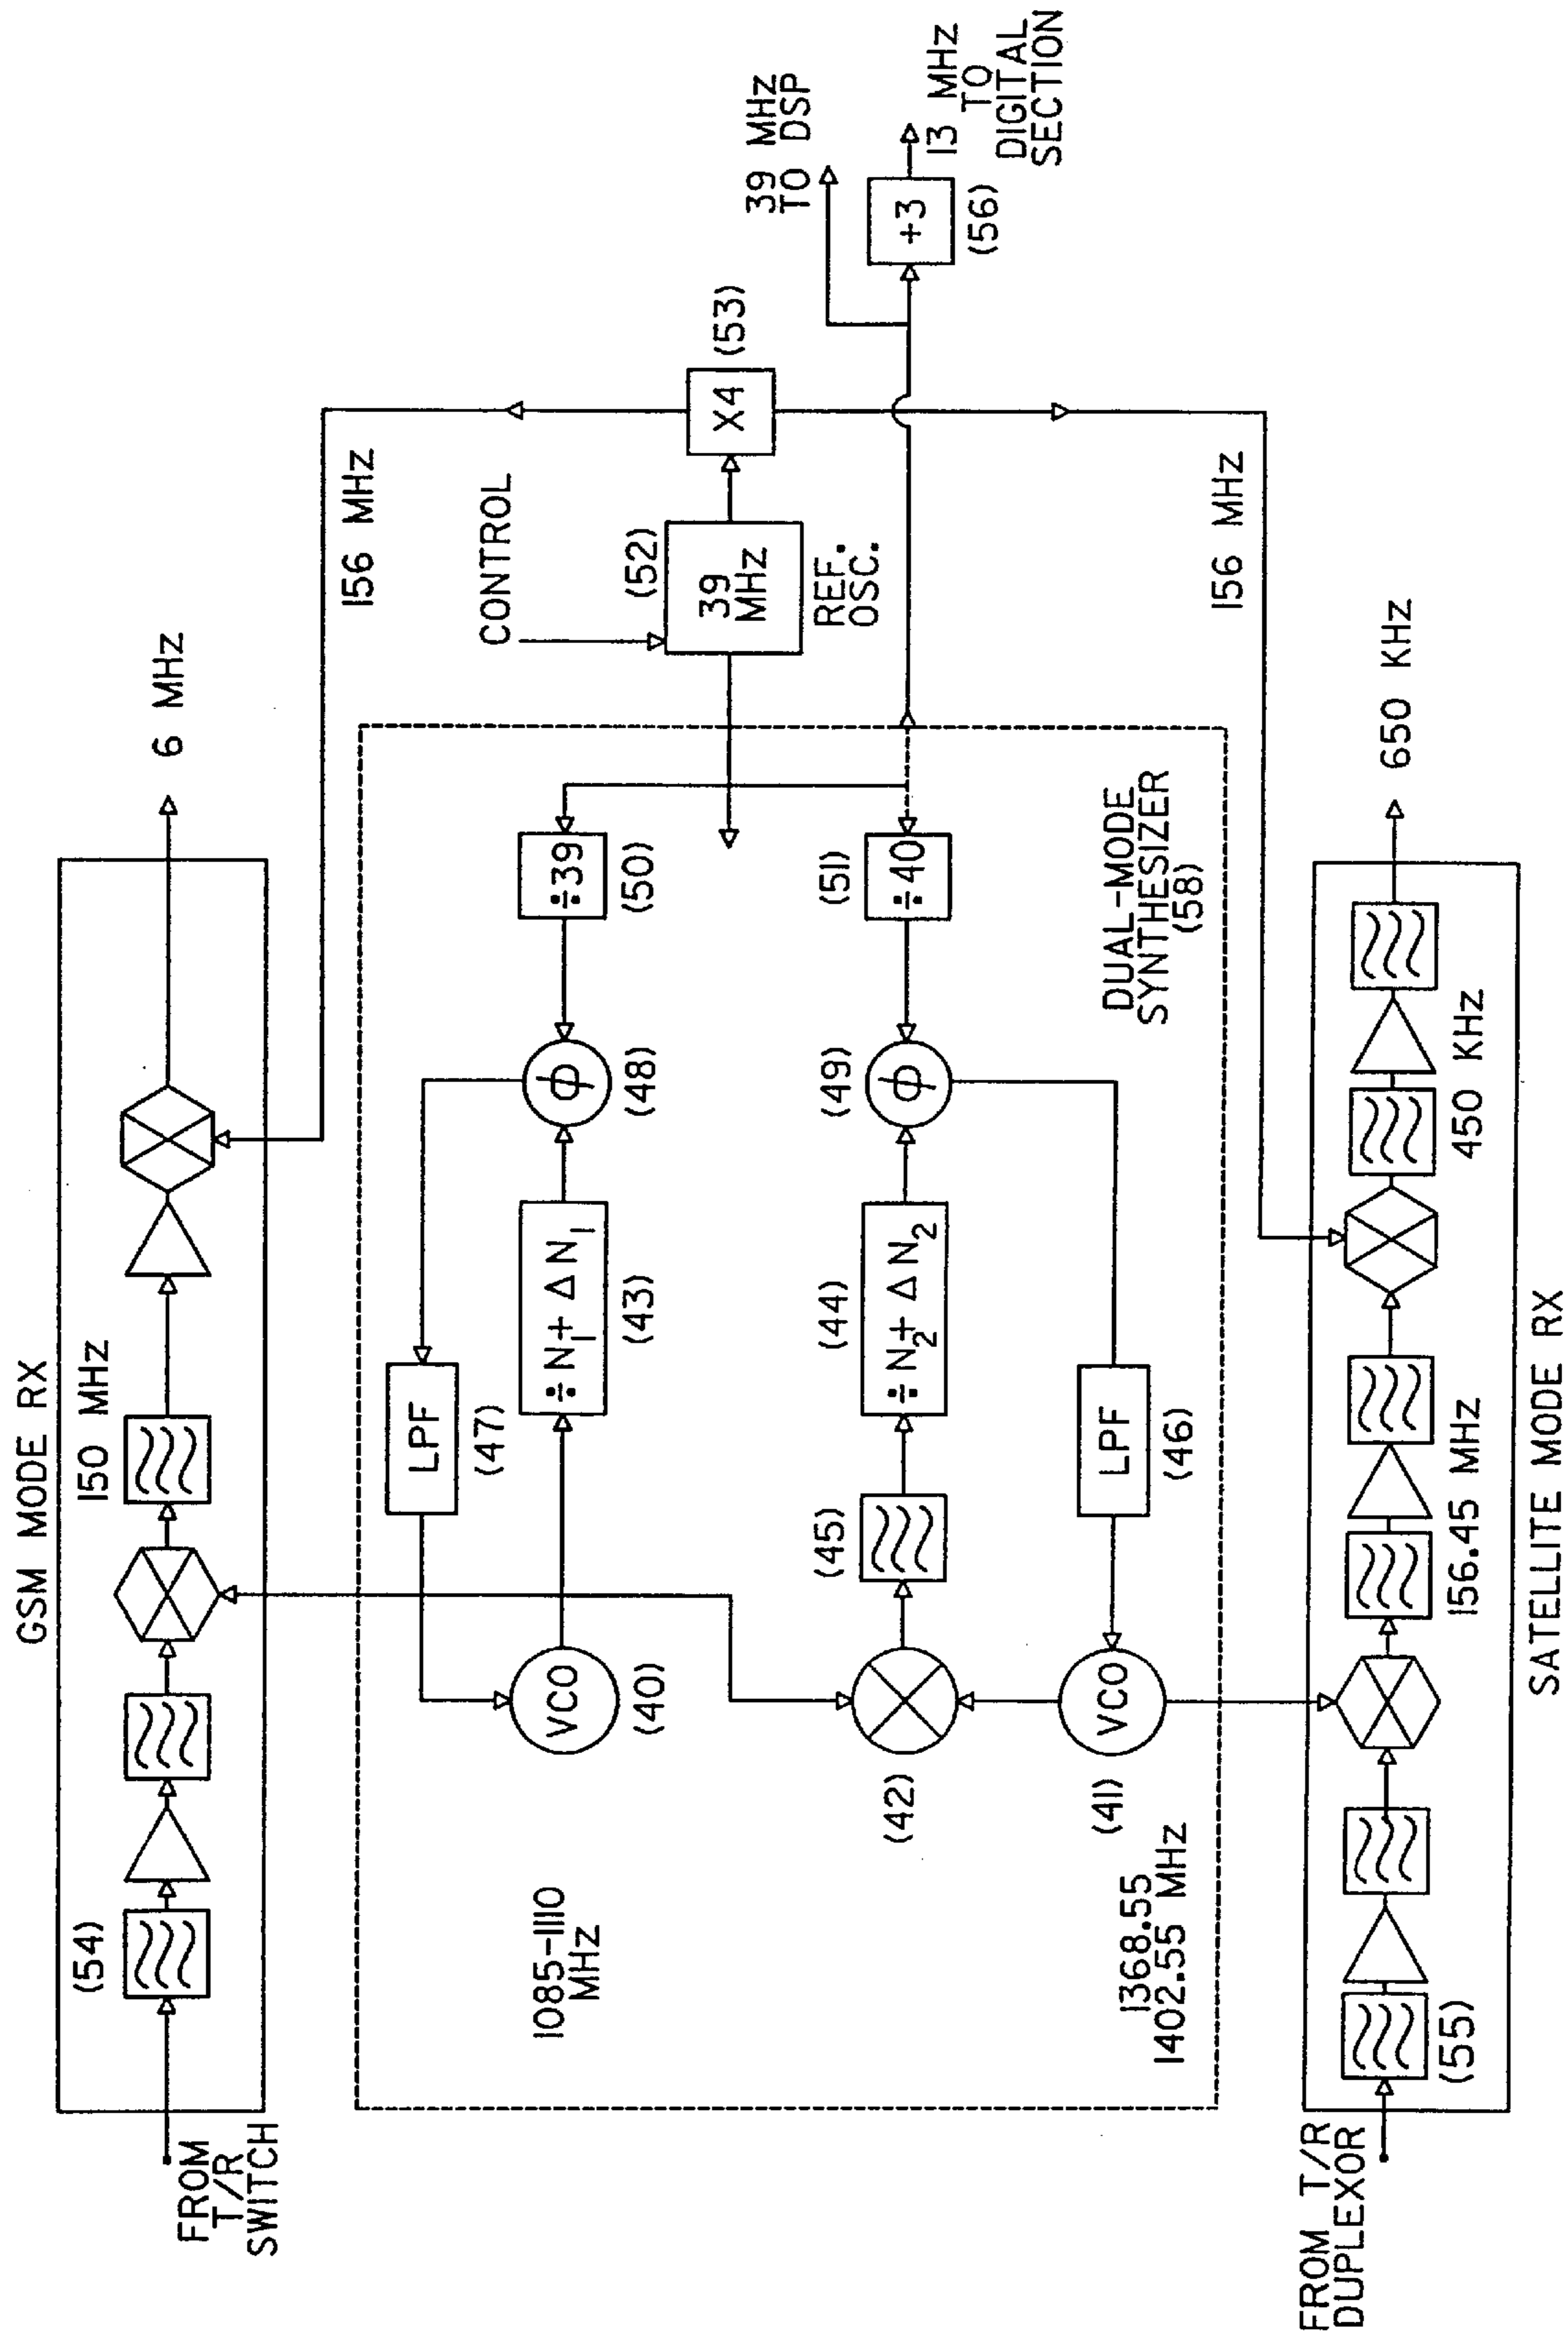 GSM MODE RX
FROM
T/R
SWITCH
(54)
150 MHz
6 MHz
156 MHz
CONTROL
(52)
39
MHz
REF.
OSC.
X4
(53)
39 MHz
TO DSP
+3
(56)
13 MHz
TO
DIGITAL
SECTION
LPF
(47)
1085-1110
MHz
VCO
(40)
÷N1+ ΔN1
(43)
φ
(48)
÷39
(50)
(42)
(45)
÷N2+ ΔN2
(44)
φ
(49)
÷40
(51)
1368.55
1402.55 MHz
VCO
(41)
LPF
(46)
DUAL-MODE
SYNTHESIZER
(58)
156 MHz
FROM T/R
DUPLEXOR
(55)
156.45 MHz
450 KHz
650 KHz
SATELLITE MODE RX